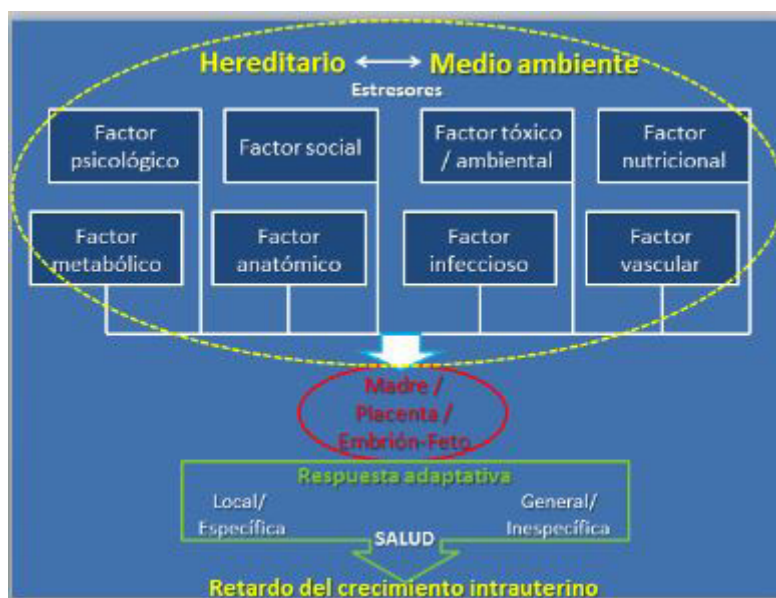 Hereditario ⟷ Medio ambiente
Estresores
Factor
psicológico
Factor social
Factor tóxico
/ ambiental
Factor
nutricional
Factor
metabólico
Factor
anatómico
Factor
infeccioso
Factor
vascular
Madre /
Placenta /
Embrión-Feto
Respuesta adaptativa
Local/
Específica
General/
Inespecífica
SALUD
Retardo del crecimiento intrauterino